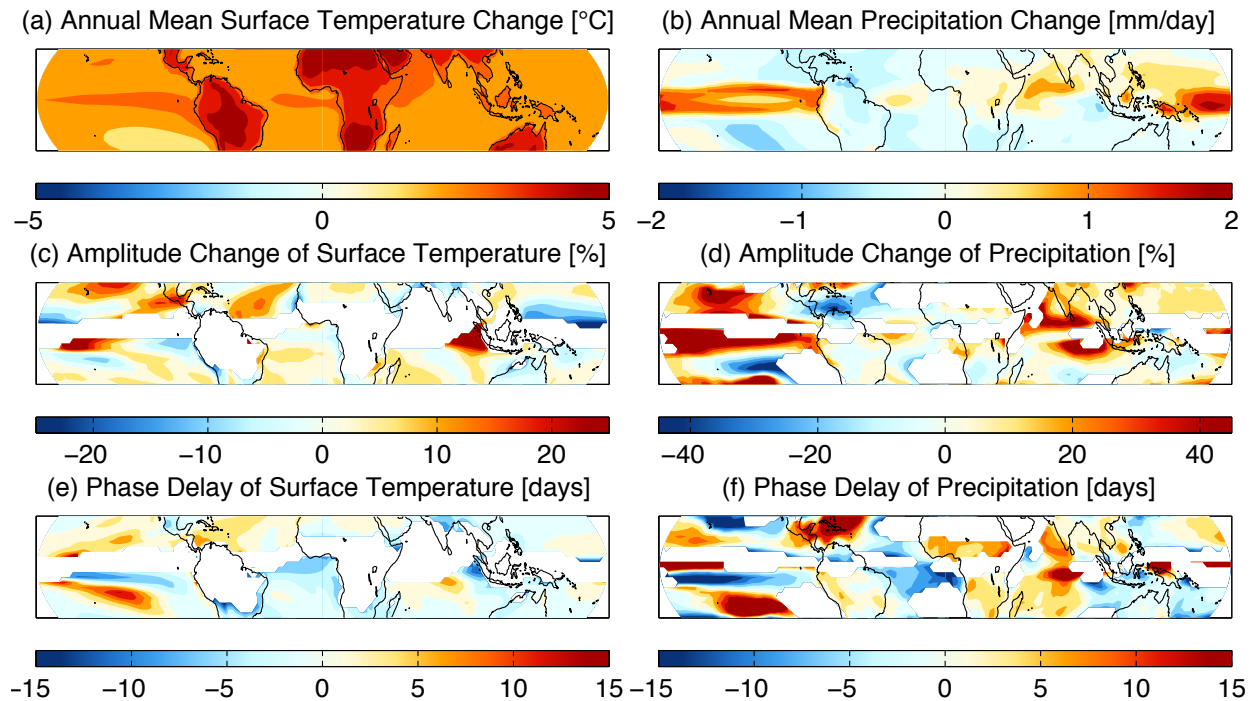 (a) Annual Mean Surface Temperature Change [°C]
(b) Annual Mean Precipitation Change [mm/day]
−5 0 5
−2 −1 0 1 2
(c) Amplitude Change of Surface Temperature [%]
(d) Amplitude Change of Precipitation [%]
−20 −10 0 10 20
−40 −20 0 20 40
(e) Phase Delay of Surface Temperature [days]
(f) Phase Delay of Precipitation [days]
−15 −10 −5 0 5 10 15
−15 −10 −5 0 5 10 15